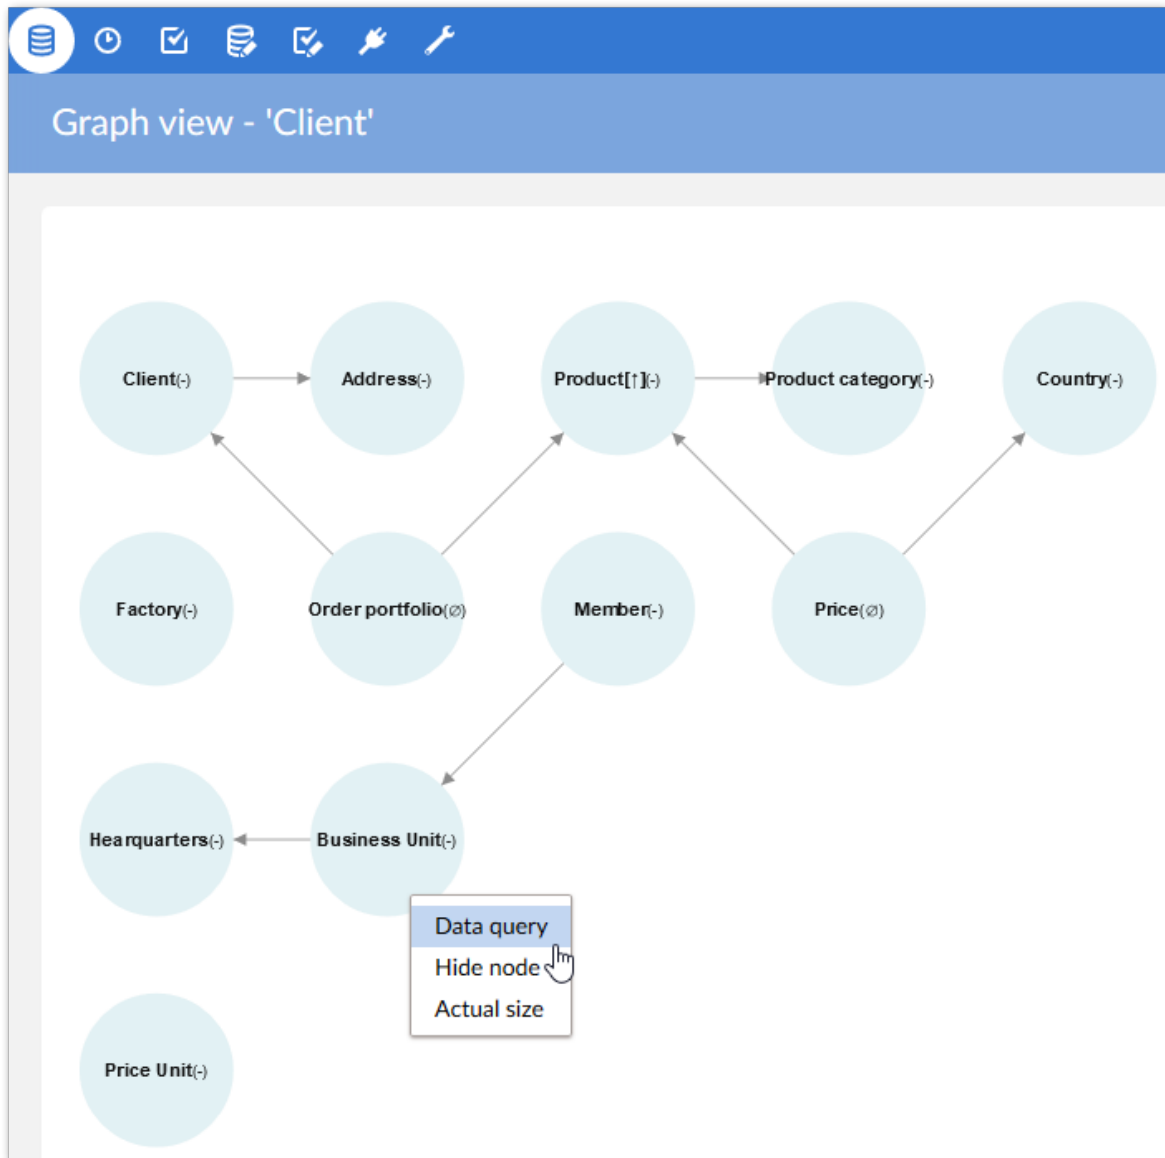 Graph view - 'Client'
Client(-)
Address(-)
Product[↑](-)
Product category(-)
Country(-)
Factory(-)
Order portfolio(∅)
Member(-)
Price(∅)
Hearquarters(-)
Business Unit(-)
Data query
Hide node
Actual size
Price Unit(-)